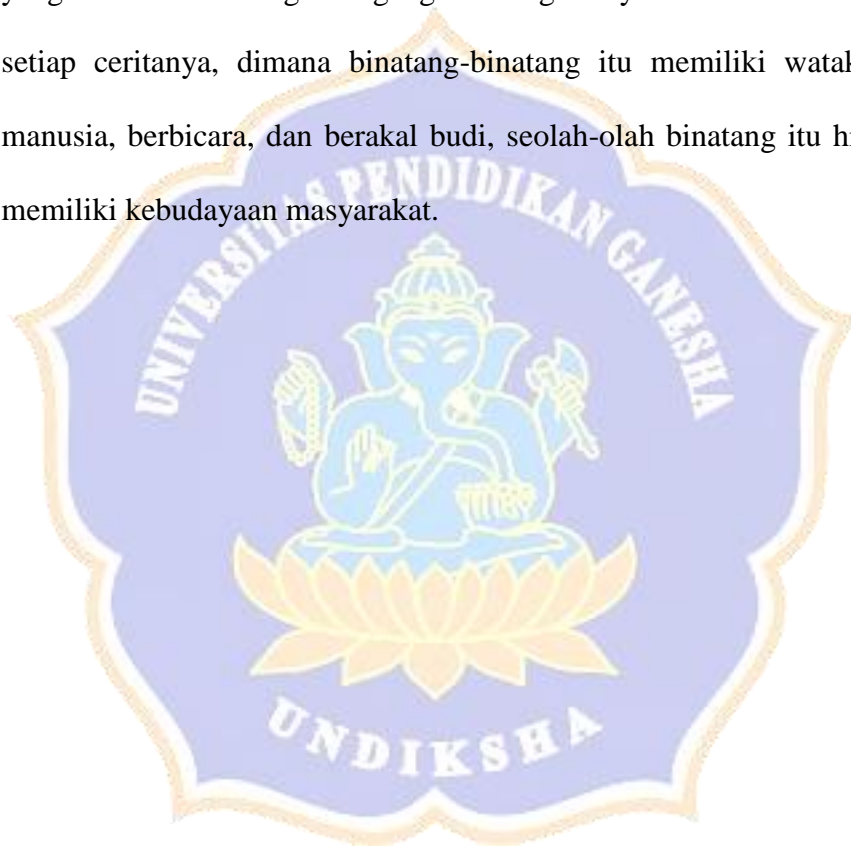 setiap ceritanya, dimana binatang-binatang itu memiliki watak
manusia, berbicara, dan berakal budi, seolah-olah binatang itu
memiliki kebudayaan masyarakat.
UNIVERSITAS PENDIDIKAN GANESHA
UNDIKSHA